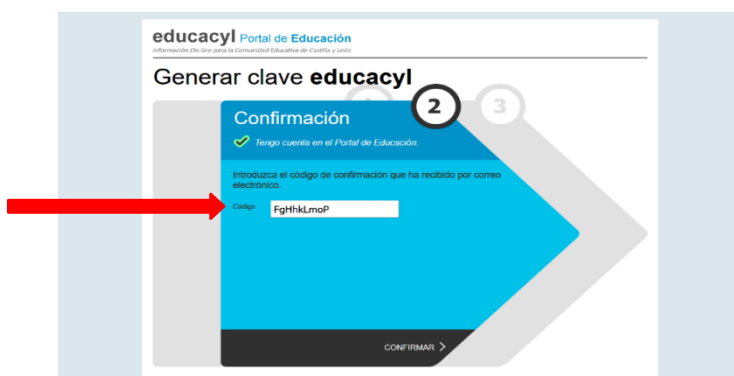 educacyl Portal de Educación
Información On-line para la Comunidad Educativa de Castilla y León
Generar clave educacyl
1 2 3
Confirmación
Tengo cuenta en el Portal de Educación.
Introduzca el código de confirmación que ha recibido por correo
electrónico.
Código FgHhkLmoP
CONFIRMAR >